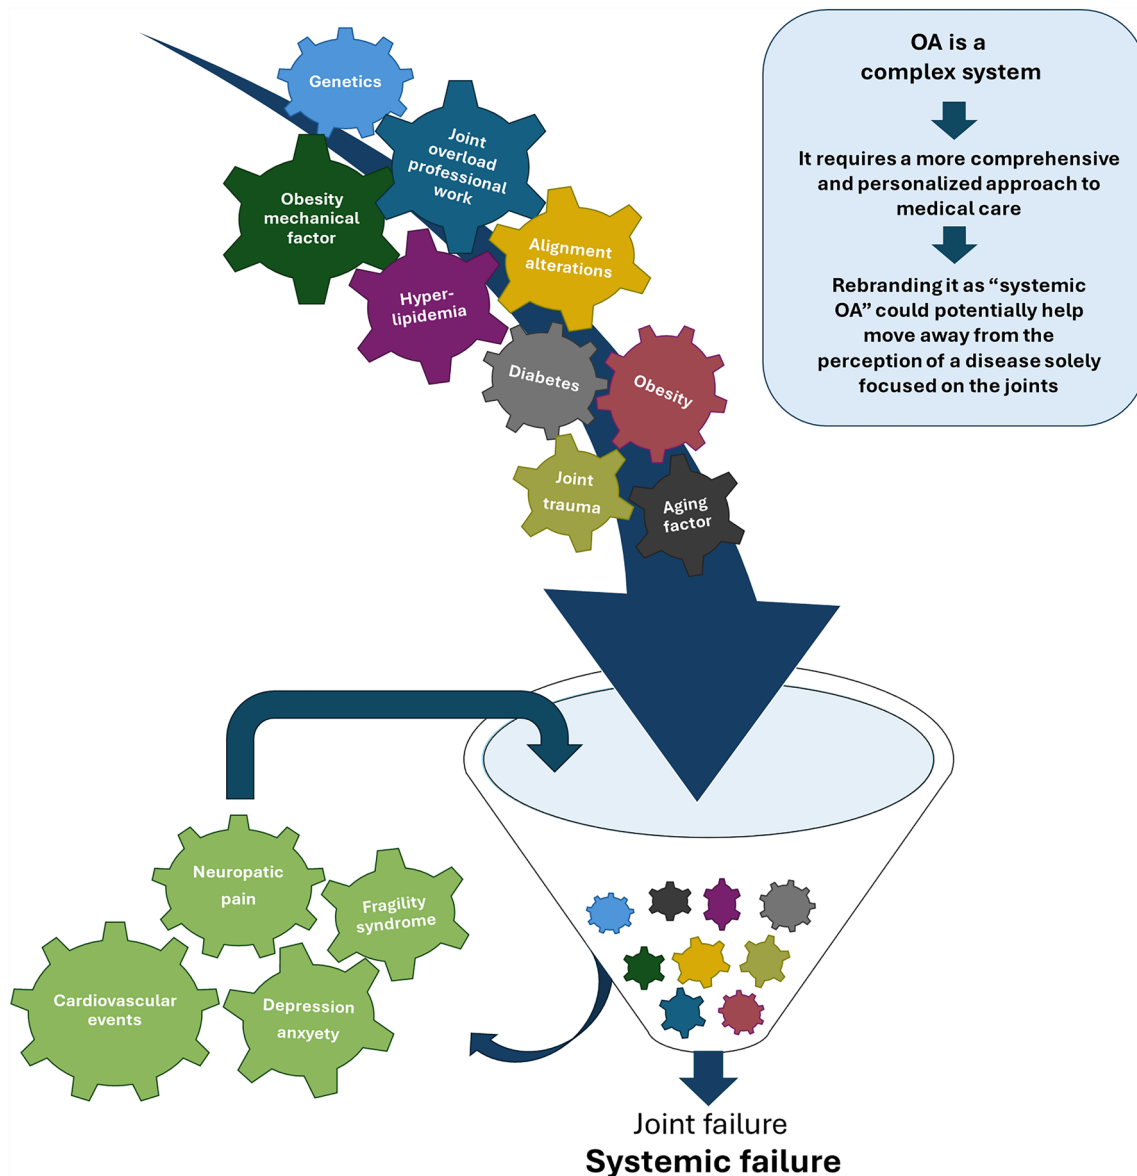 Genetics
Joint
overload
professional
work
Obesity
mechanical
factor
Alignment
alterations
Hyper-
lipidemia
Diabetes
Obesity
Joint
trauma
Aging
factor
OA is a
complex system
It requires a more comprehensive
and personalized approach to
medical care
Rebranding it as “systemic
OA” could potentially help
move away from the
perception of a disease solely
focused on the joints
Neuropatic
pain
Fragility
syndrome
Cardiovascular
events
Depression
anxyety
Joint failure
Systemic failure